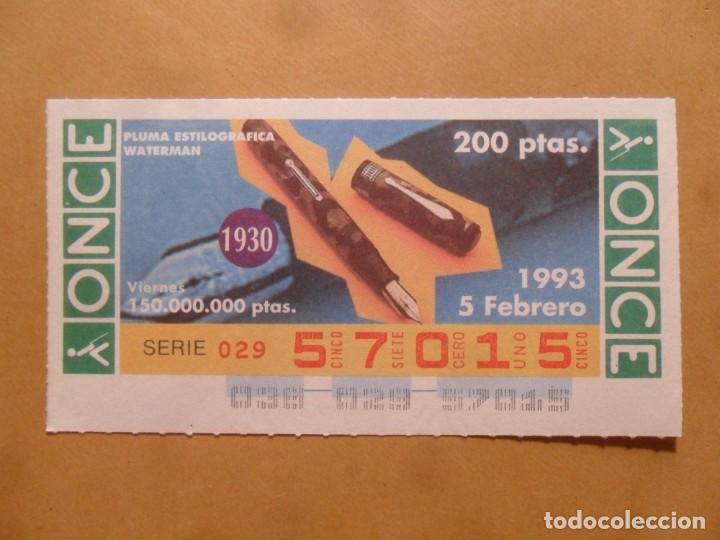 ONCE
PLUMA ESTILOGRAFICA
WATERMAN
200 ptas.
1930
Viernes
150.000.000 ptas.
1993
5 Febrero
SERIE 029 5 CINCO 7 SIETE 0 CERO 1 UNO 5 CINCO
ONCE
todocoleccion.net